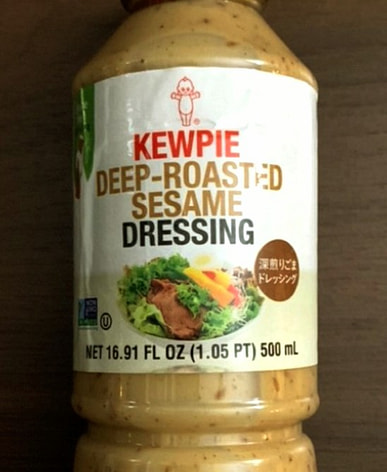 KEWPIE
DEEP-ROASTED
SESAME
DRESSING
深煎りごま
ドレッシング
NET 16.91 FL OZ (1.05 PT) 500 mL